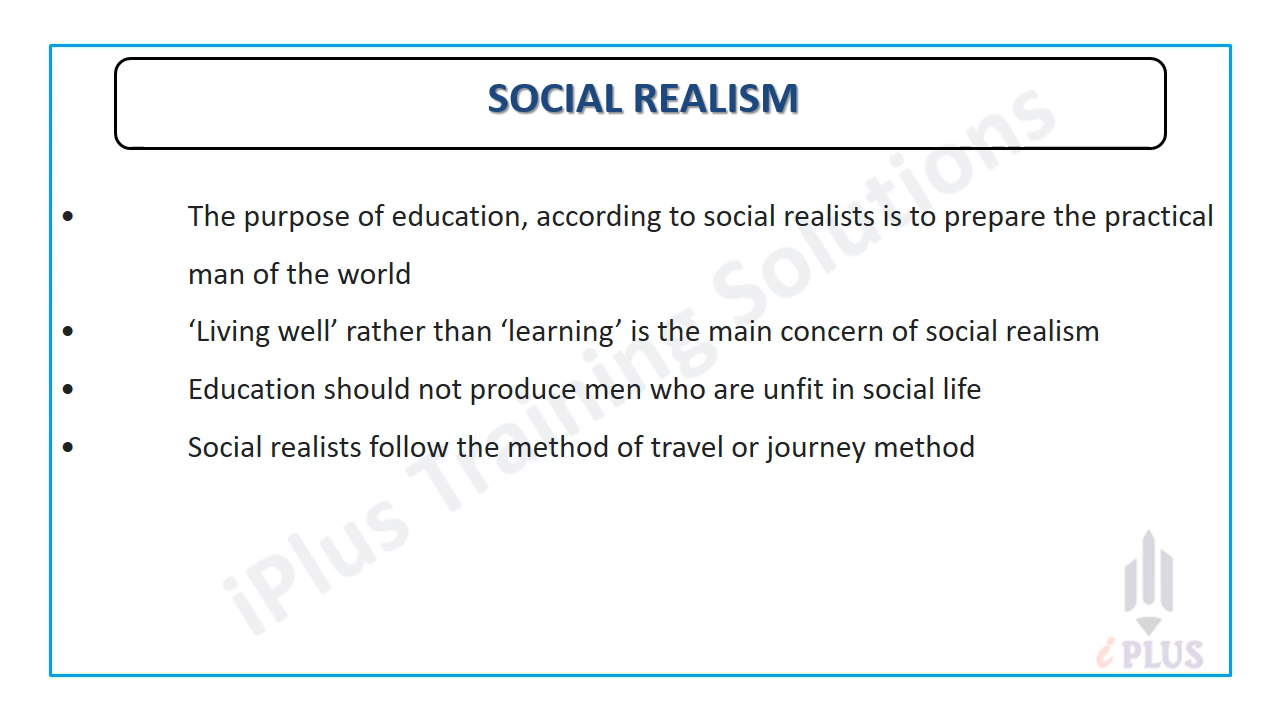 SOCIAL REALISM
• The purpose of education, according to social realists is to prepare the practical
man of the world
• ‘Living well’ rather than ‘learning’ is the main concern of social realism
• Education should not produce men who are unfit in social life
• Social realists follow the method of travel or journey method
iPlus Training Solutions
i PLUS